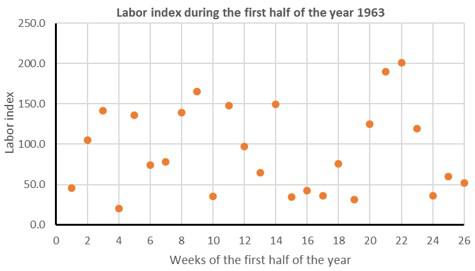 Labor index during the first half of the year 1963
250.0
200.0
150.0
100.0
50.0
0.0
Labor index
0 2 4 6 8 10 12 14 16 18 20 22 24 26
Weeks of the first half of the year